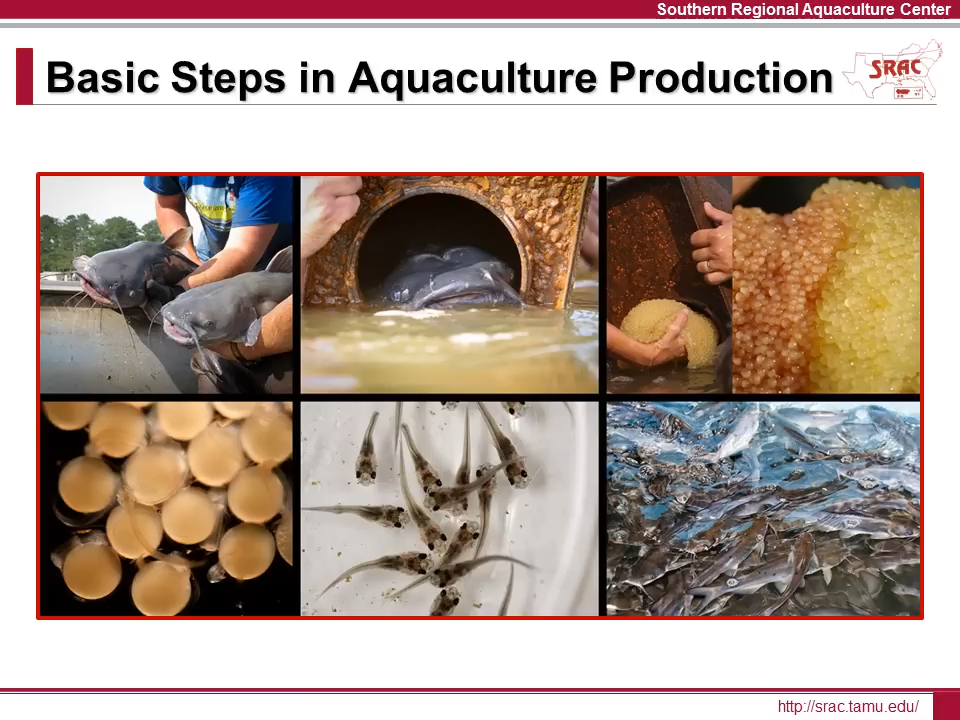 Southern Regional Aquaculture Center
Basic Steps in Aquaculture Production
SRAC
http://srac.tamu.edu/